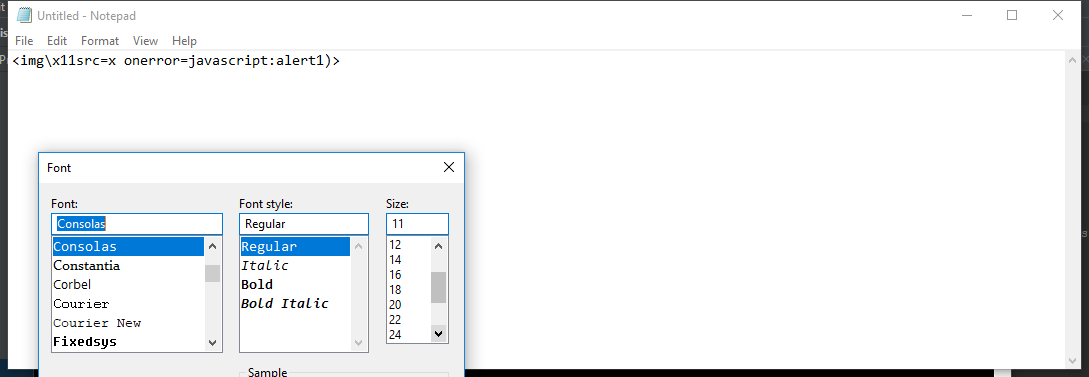 Untitled - Notepad
File Edit Format View Help
<img\x11src=x onerror=javascript:alert1)>
Font
Font: Font style: Size:
Consolas Regular 11
Consolas Regular 12
Constantia Italic 14
Corbel Bold 16
Courier Bold Italic 18
Courier New 20
Fixedsys 22
24
Sample